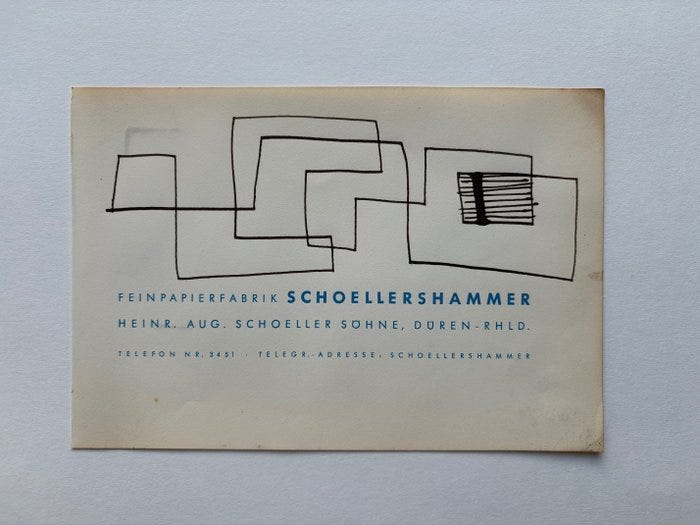 FEINPAPIERFABRIK SCHOELLERSHAMMER
HEINR. AUG. SCHOELLER SÖHNE, DÜREN-RHLD.
TELEFON NR. 3451 · TELEGR.-ADRESSE: SCHOELLERSHAMMER